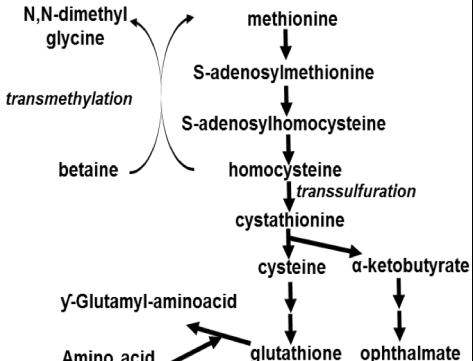 N,N-dimethyl
glycine
methionine
S-adenosylmethionine
transmethylation
S-adenosylhomocysteine
betaine
homocysteine
transsulfuration
cystathionine
cysteine
α-ketobutyrate
γ-Glutamyl-aminoacid
glutathione
ophthalmate
Amino acid